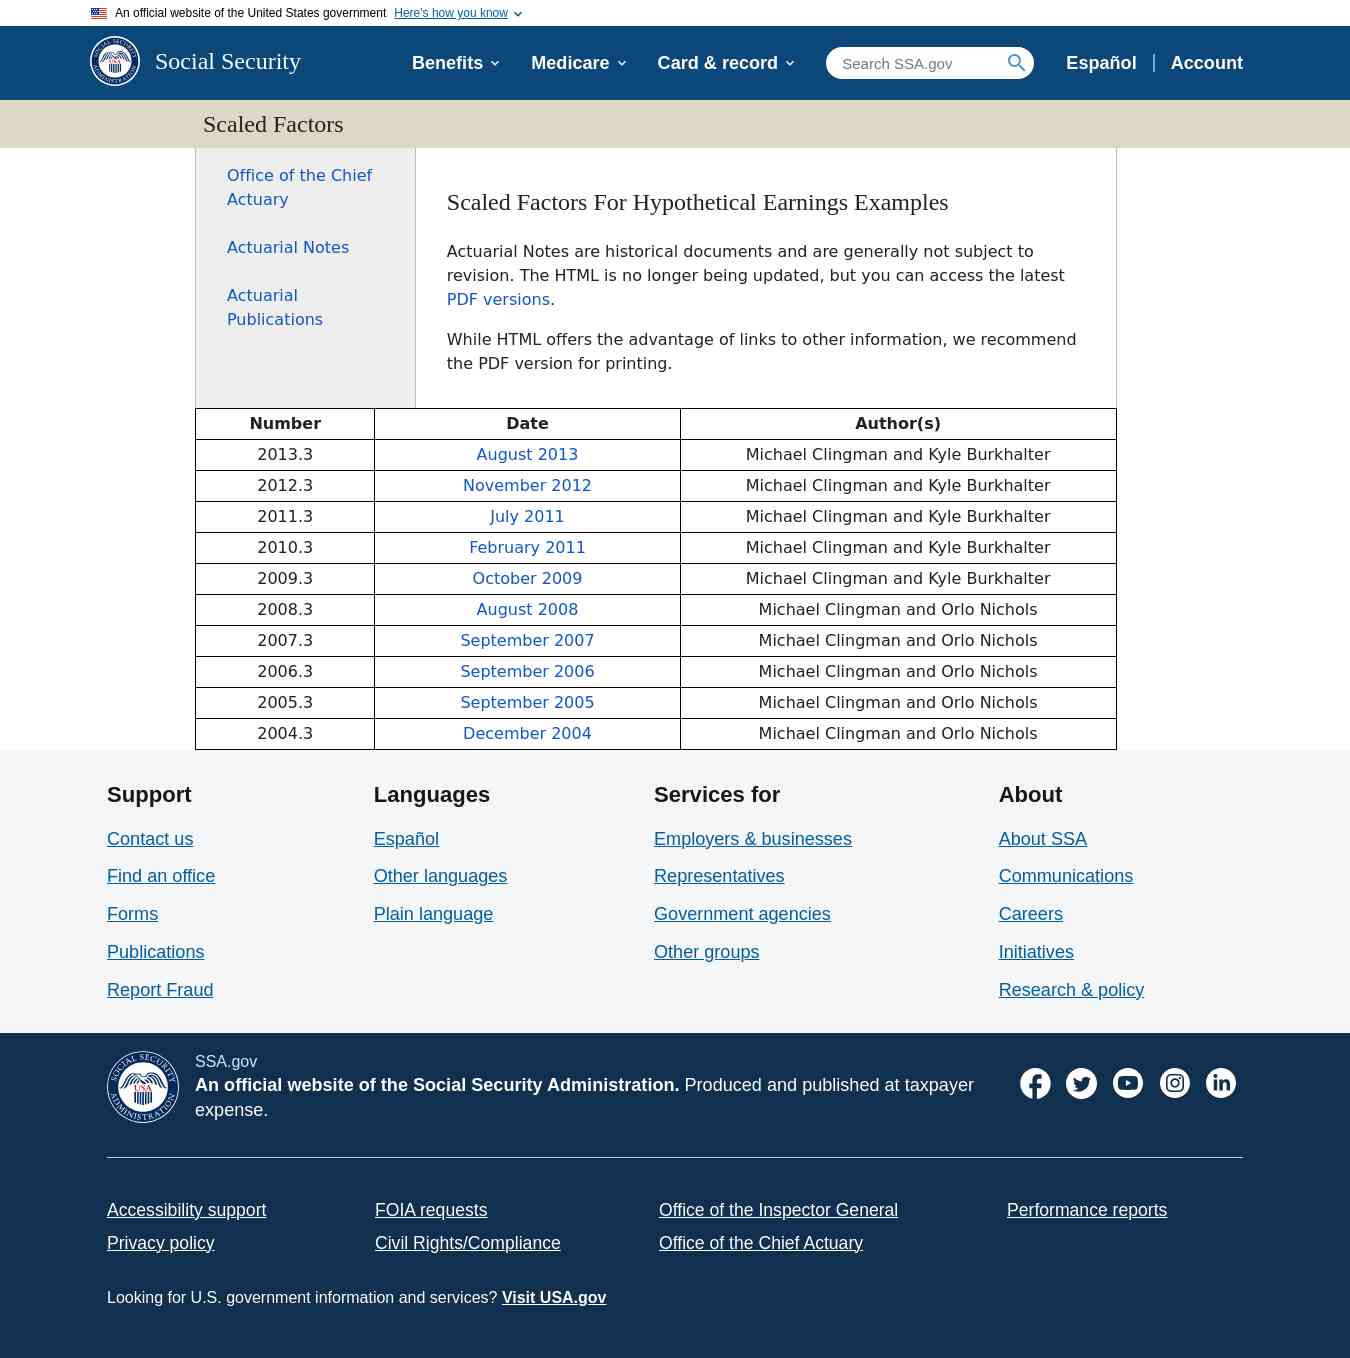 An official website of the United States government Here's how you know
Social Security
Benefits
Medicare
Card & record
Search SSA.gov
Español
Account
Scaled Factors
Office of the Chief
Actuary
Actuarial Notes
Actuarial
Publications
Scaled Factors For Hypothetical Earnings Examples
Actuarial Notes are historical documents and are generally not subject to
revision. The HTML is no longer being updated, but you can access the latest
PDF versions.
While HTML offers the advantage of links to other information, we recommend
the PDF version for printing.
Number Date Author(s)
2013.3 August 2013 Michael Clingman and Kyle Burkhalter
2012.3 November 2012 Michael Clingman and Kyle Burkhalter
2011.3 July 2011 Michael Clingman and Kyle Burkhalter
2010.3 February 2011 Michael Clingman and Kyle Burkhalter
2009.3 October 2009 Michael Clingman and Kyle Burkhalter
2008.3 August 2008 Michael Clingman and Orlo Nichols
2007.3 September 2007 Michael Clingman and Orlo Nichols
2006.3 September 2006 Michael Clingman and Orlo Nichols
2005.3 September 2005 Michael Clingman and Orlo Nichols
2004.3 December 2004 Michael Clingman and Orlo Nichols
Support
Contact us
Find an office
Forms
Publications
Report Fraud
Languages
Español
Other languages
Plain language
Services for
Employers & businesses
Representatives
Government agencies
Other groups
About
About SSA
Communications
Careers
Initiatives
Research & policy
SOCIAL SECURITY
USA
ADMINISTRATION
SSA.gov
An official website of the Social Security Administration. Produced and published at taxpayer
expense.
Accessibility support
FOIA requests
Office of the Inspector General
Performance reports
Privacy policy
Civil Rights/Compliance
Office of the Chief Actuary
Looking for U.S. government information and services? Visit USA.gov